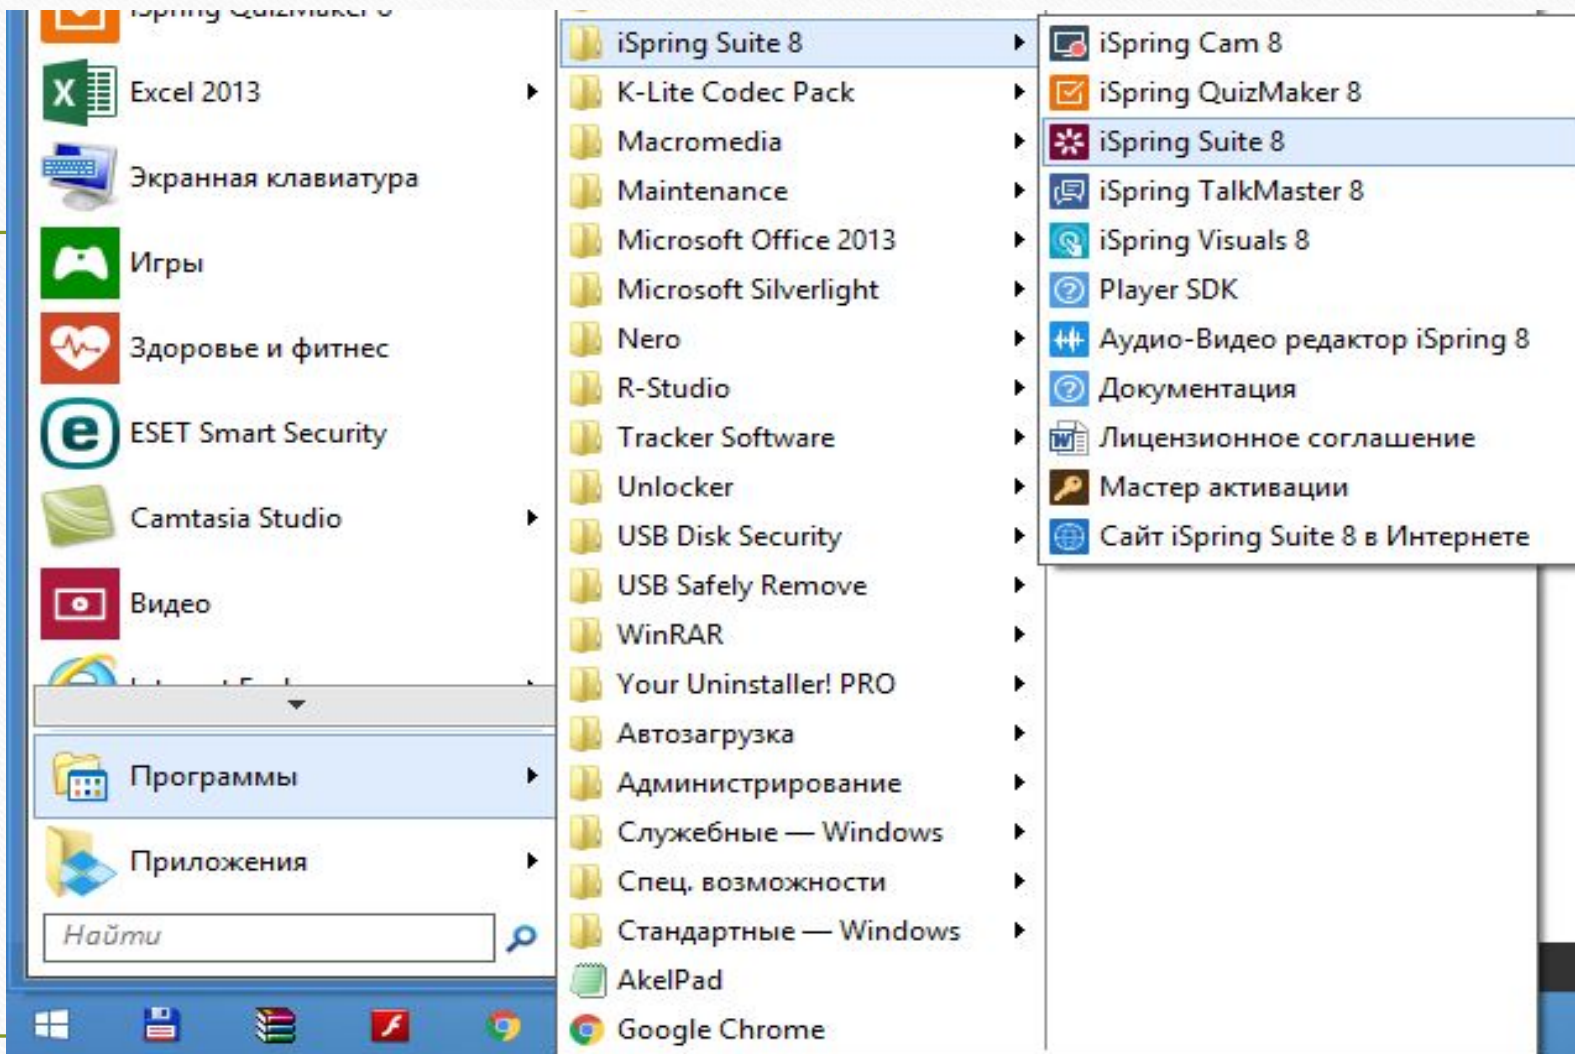 iSpring QuizMaker 8
Excel 2013
Экранная клавиатура
Игры
Здоровье и фитнес
ESET Smart Security
Camtasia Studio
Видео
Программы
Приложения
Найти
iSpring Suite 8
K-Lite Codec Pack
Macromedia
Maintenance
Microsoft Office 2013
Microsoft Silverlight
Nero
R-Studio
Tracker Software
Unlocker
USB Disk Security
USB Safely Remove
WinRAR
Your Uninstaller! PRO
Автозагрузка
Администрирование
Служебные — Windows
Спец. возможности
Стандартные — Windows
AkelPad
Google Chrome
iSpring Cam 8
iSpring QuizMaker 8
iSpring Suite 8
iSpring TalkMaster 8
iSpring Visuals 8
Player SDK
Аудио-Видео редактор iSpring 8
Документация
Лицензионное соглашение
Мастер активации
Сайт iSpring Suite 8 в Интернете